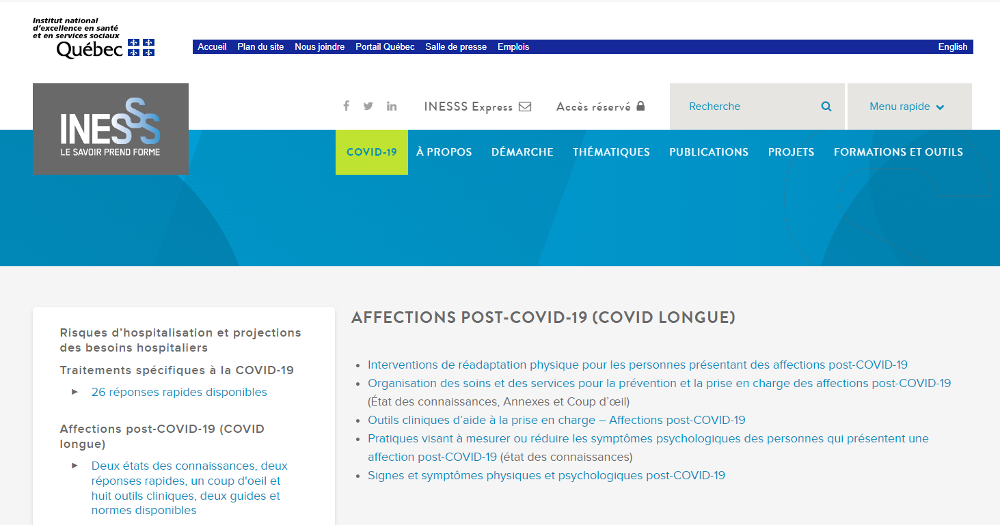 Institut national
d'excellence en santé
et en services sociaux
Québec
Accueil Plan du site Nous joindre Portail Québec Salle de presse Emplois English
INESSS
LE SAVOIR PREND FORME
INESSS Express Accès réservé Recherche Menu rapide
COVID-19 À PROPOS DÉMARCHE THÉMATIQUES PUBLICATIONS PROJETS FORMATIONS ET OUTILS
Risques d’hospitalisation et projections
des besoins hospitaliers
Traitements spécifiques à la COVID-19
26 réponses rapides disponibles
Affections post-COVID-19 (COVID
longue)
Deux états des connaissances, deux
réponses rapides, un coup d'oeil et
huit outils cliniques, deux guides et
normes disponibles
AFFECTIONS POST-COVID-19 (COVID LONGUE)
Interventions de réadaptation physique pour les personnes présentant des affections post-COVID-19
Organisation des soins et des services pour la prévention et la prise en charge des affections post-COVID-19
(État des connaissances, Annexes et Coup d’œil)
Outils cliniques d’aide à la prise en charge – Affections post-COVID-19
Pratiques visant à mesurer ou réduire les symptômes psychologiques des personnes qui présentent une
affection post-COVID-19 (état des connaissances)
Signes et symptômes physiques et psychologiques post-COVID-19